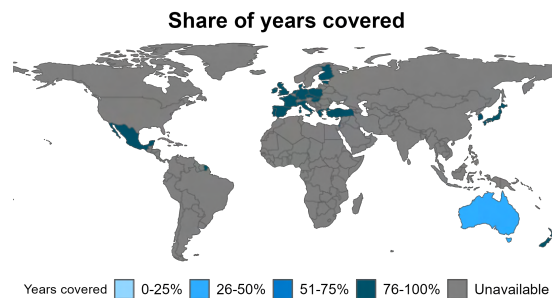 Share of years covered
Years covered 0-25% 26-50% 51-75% 76-100% Unavailable